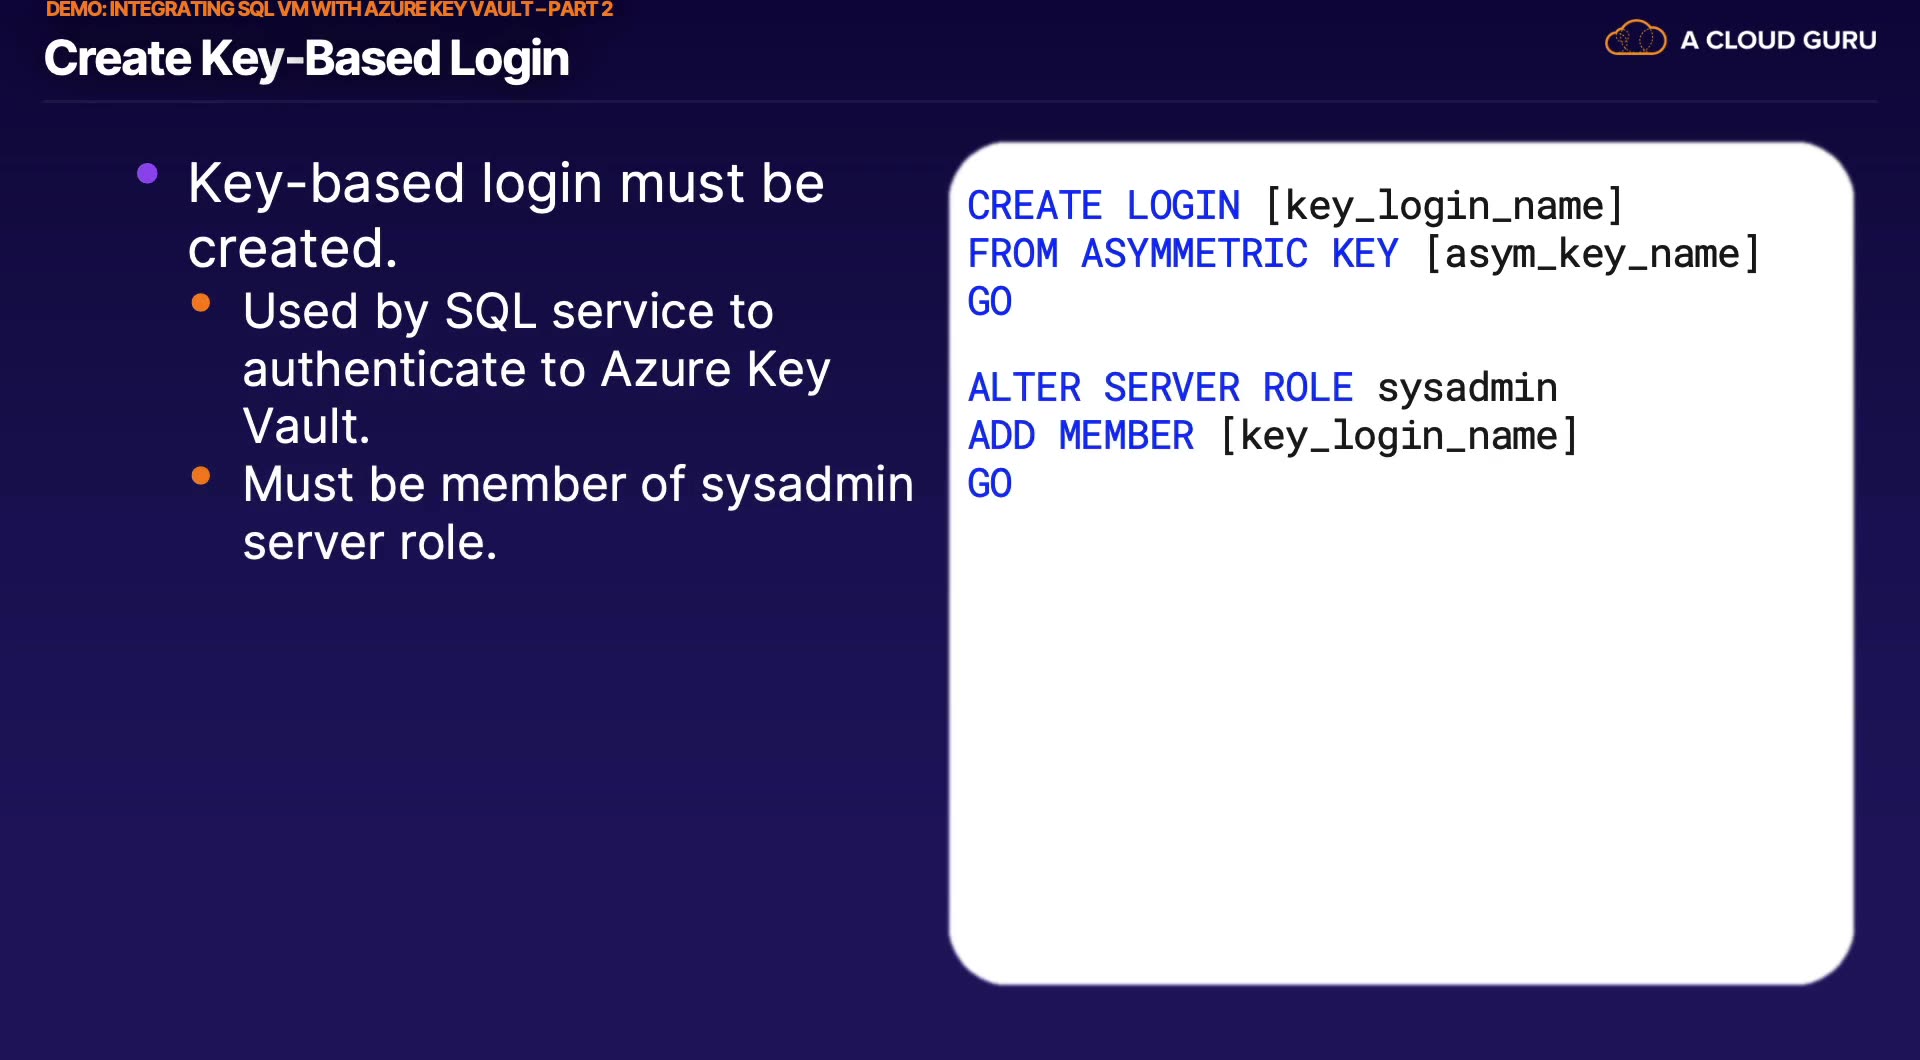 DEMO: INTEGRATING SQL VM WITH AZURE KEY VAULT – PART 2
Create Key-Based Login
A CLOUD GURU
Key-based login must be
created.
Used by SQL service to
authenticate to Azure Key
Vault.
Must be member of sysadmin
server role.
CREATE LOGIN [key_login_name]
FROM ASYMMETRIC KEY [asym_key_name]
GO
ALTER SERVER ROLE sysadmin
ADD MEMBER [key_login_name]
GO